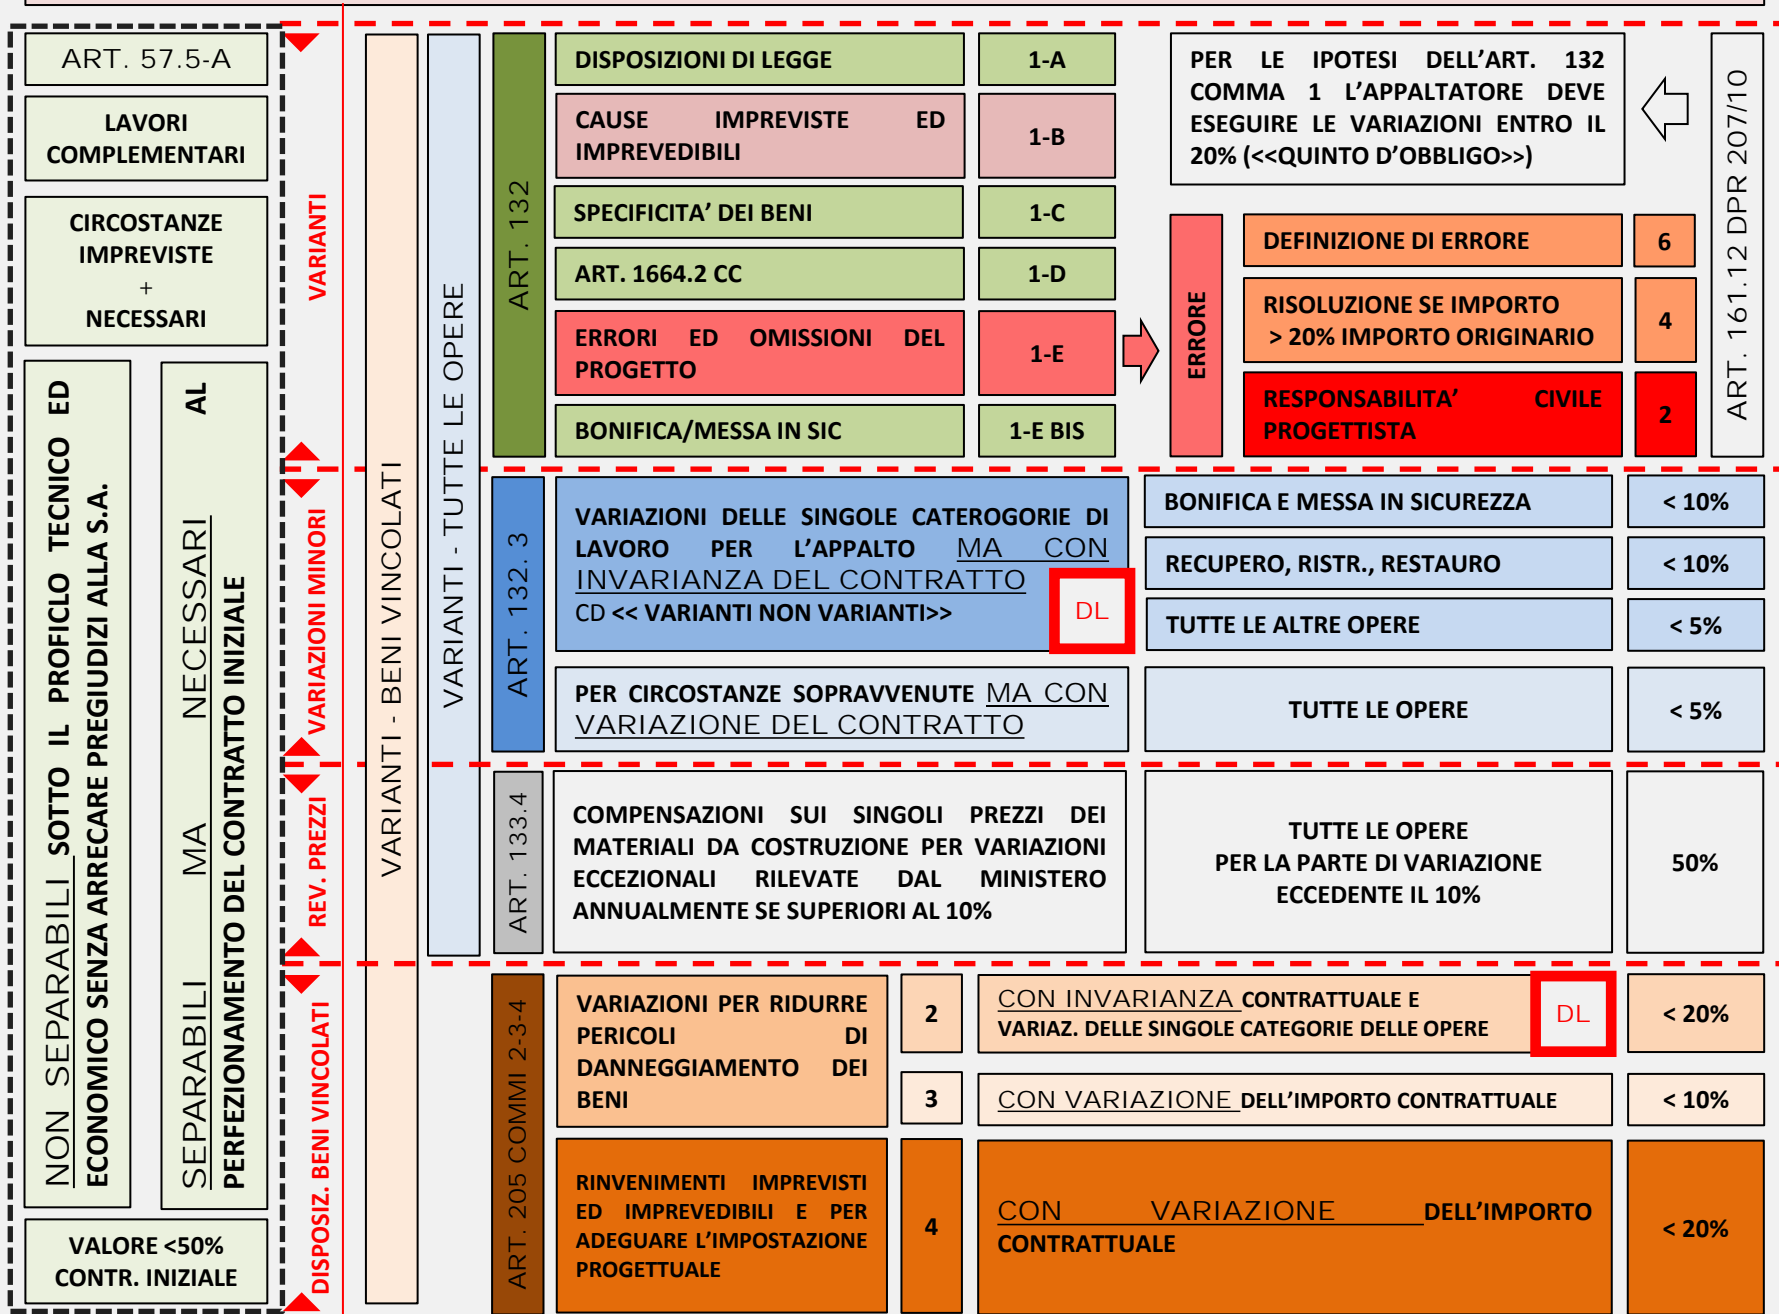 ART. 57.5-A
LAVORI
COMPLEMENTARI
CIRCOSTANZE
IMPREVISTE
+
NECESSARI
NON SEPARABILI SOTTO IL PROFICLO TECNICO ED
ECONOMICO SENZA ARRECARE PREGIUDIZI ALLA S.A.
SEPARABILI MA NECESSARI AL
PERFEZIONAMENTO DEL CONTRATTO INIZIALE
VALORE <50%
CONTR. INIZIALE
VARIANTI
VARIAZIONI MINORI
REV. PREZZI
DISPOSIZ. BENI VINCOLATI
VARIANTI - BENI VINCOLATI
VARIANTI - TUTTE LE OPERE
ART. 132
DISPOSIZIONI DI LEGGE
1-A
CAUSE IMPREVISTE ED
IMPREVEDIBILI
1-B
SPECIFICITA' DEI BENI
1-C
ART. 1664.2 CC
1-D
ERRORI ED OMISSIONI DEL
PROGETTO
1-E
BONIFICA/MESSA IN SIC
1-E BIS
PER LE IPOTESI DELL'ART. 132
COMMA 1 L'APPALTATORE DEVE
ESEGUIRE LE VARIAZIONI ENTRO IL
20% (<<QUINTO D'OBBLIGO>>)
ART. 161.12 DPR 207/10
ERRORE
DEFINIZIONE DI ERRORE
6
RISOLUZIONE SE IMPORTO
> 20% IMPORTO ORIGINARIO
4
RESPONSABILITA' CIVILE
PROGETTISTA
2
ART. 132. 3
VARIAZIONI DELLE SINGOLE CATEROGORIE DI
LAVORO PER L'APPALTO MA CON
INVARIANZA DEL CONTRATTO
CD << VARIANTI NON VARIANTI>>
DL
BONIFICA E MESSA IN SICUREZZA
< 10%
RECUPERO, RISTR., RESTAURO
< 10%
TUTTE LE ALTRE OPERE
< 5%
PER CIRCOSTANZE SOPRAVVENUTE MA CON
VARIAZIONE DEL CONTRATTO
TUTTE LE OPERE
< 5%
ART. 133.4
COMPENSAZIONI SUI SINGOLI PREZZI DEI
MATERIALI DA COSTRUZIONE PER VARIAZIONI
ECCEZIONALI RILEVATE DAL MINISTERO
ANNUALMENTE SE SUPERIORI AL 10%
TUTTE LE OPERE
PER LA PARTE DI VARIAZIONE
ECCEDENTE IL 10%
50%
ART. 205 COMMI 2-3-4
VARIAZIONI PER RIDURRE
PERICOLI DI
DANNEGGIAMENTO DEI
BENI
2
CON INVARIANZA CONTRATTUALE E
VARIAZ. DELLE SINGOLE CATEGORIE DELLE OPERE
DL
< 20%
3
CON VARIAZIONE DELL'IMPORTO CONTRATTUALE
< 10%
RINVENIMENTI IMPREVISTI
ED IMPREVEDIBILI E PER
ADEGUARE L'IMPOSTAZIONE
PROGETTUALE
4
CON VARIAZIONE DELL'IMPORTO
CONTRATTUALE
< 20%